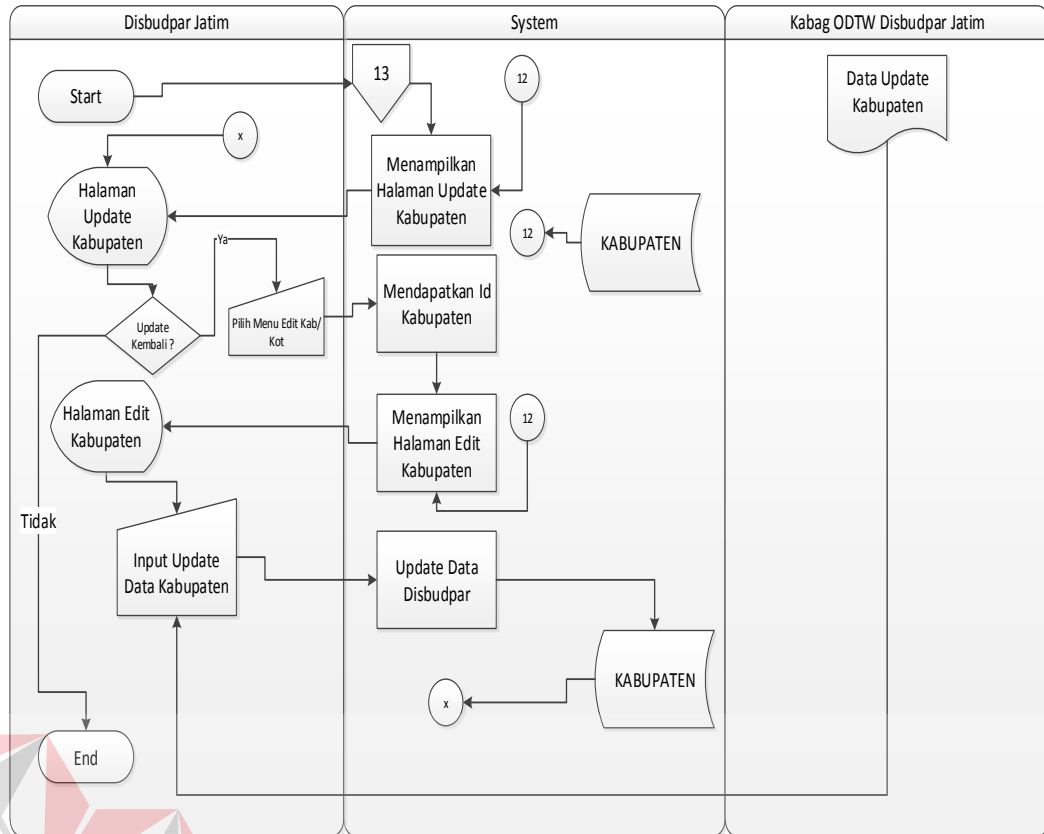 Disbudpar Jatim
System
Kabag ODTW Disbudpar Jatim
Start
13
12
Data Update
Kabupaten
x
Menampilkan
Halaman Update
Kabupaten
Halaman
Update
Kabupaten
12
KABUPATEN
Ya
Update
Kembali ?
Pilih Menu Edit Kab/
Kot
Mendapatkan Id
Kabupaten
Halaman Edit
Kabupaten
Menampilkan
Halaman Edit
Kabupaten
12
Tidak
Input Update
Data Kabupaten
Update Data
Disbudpar
KABUPATEN
x
End